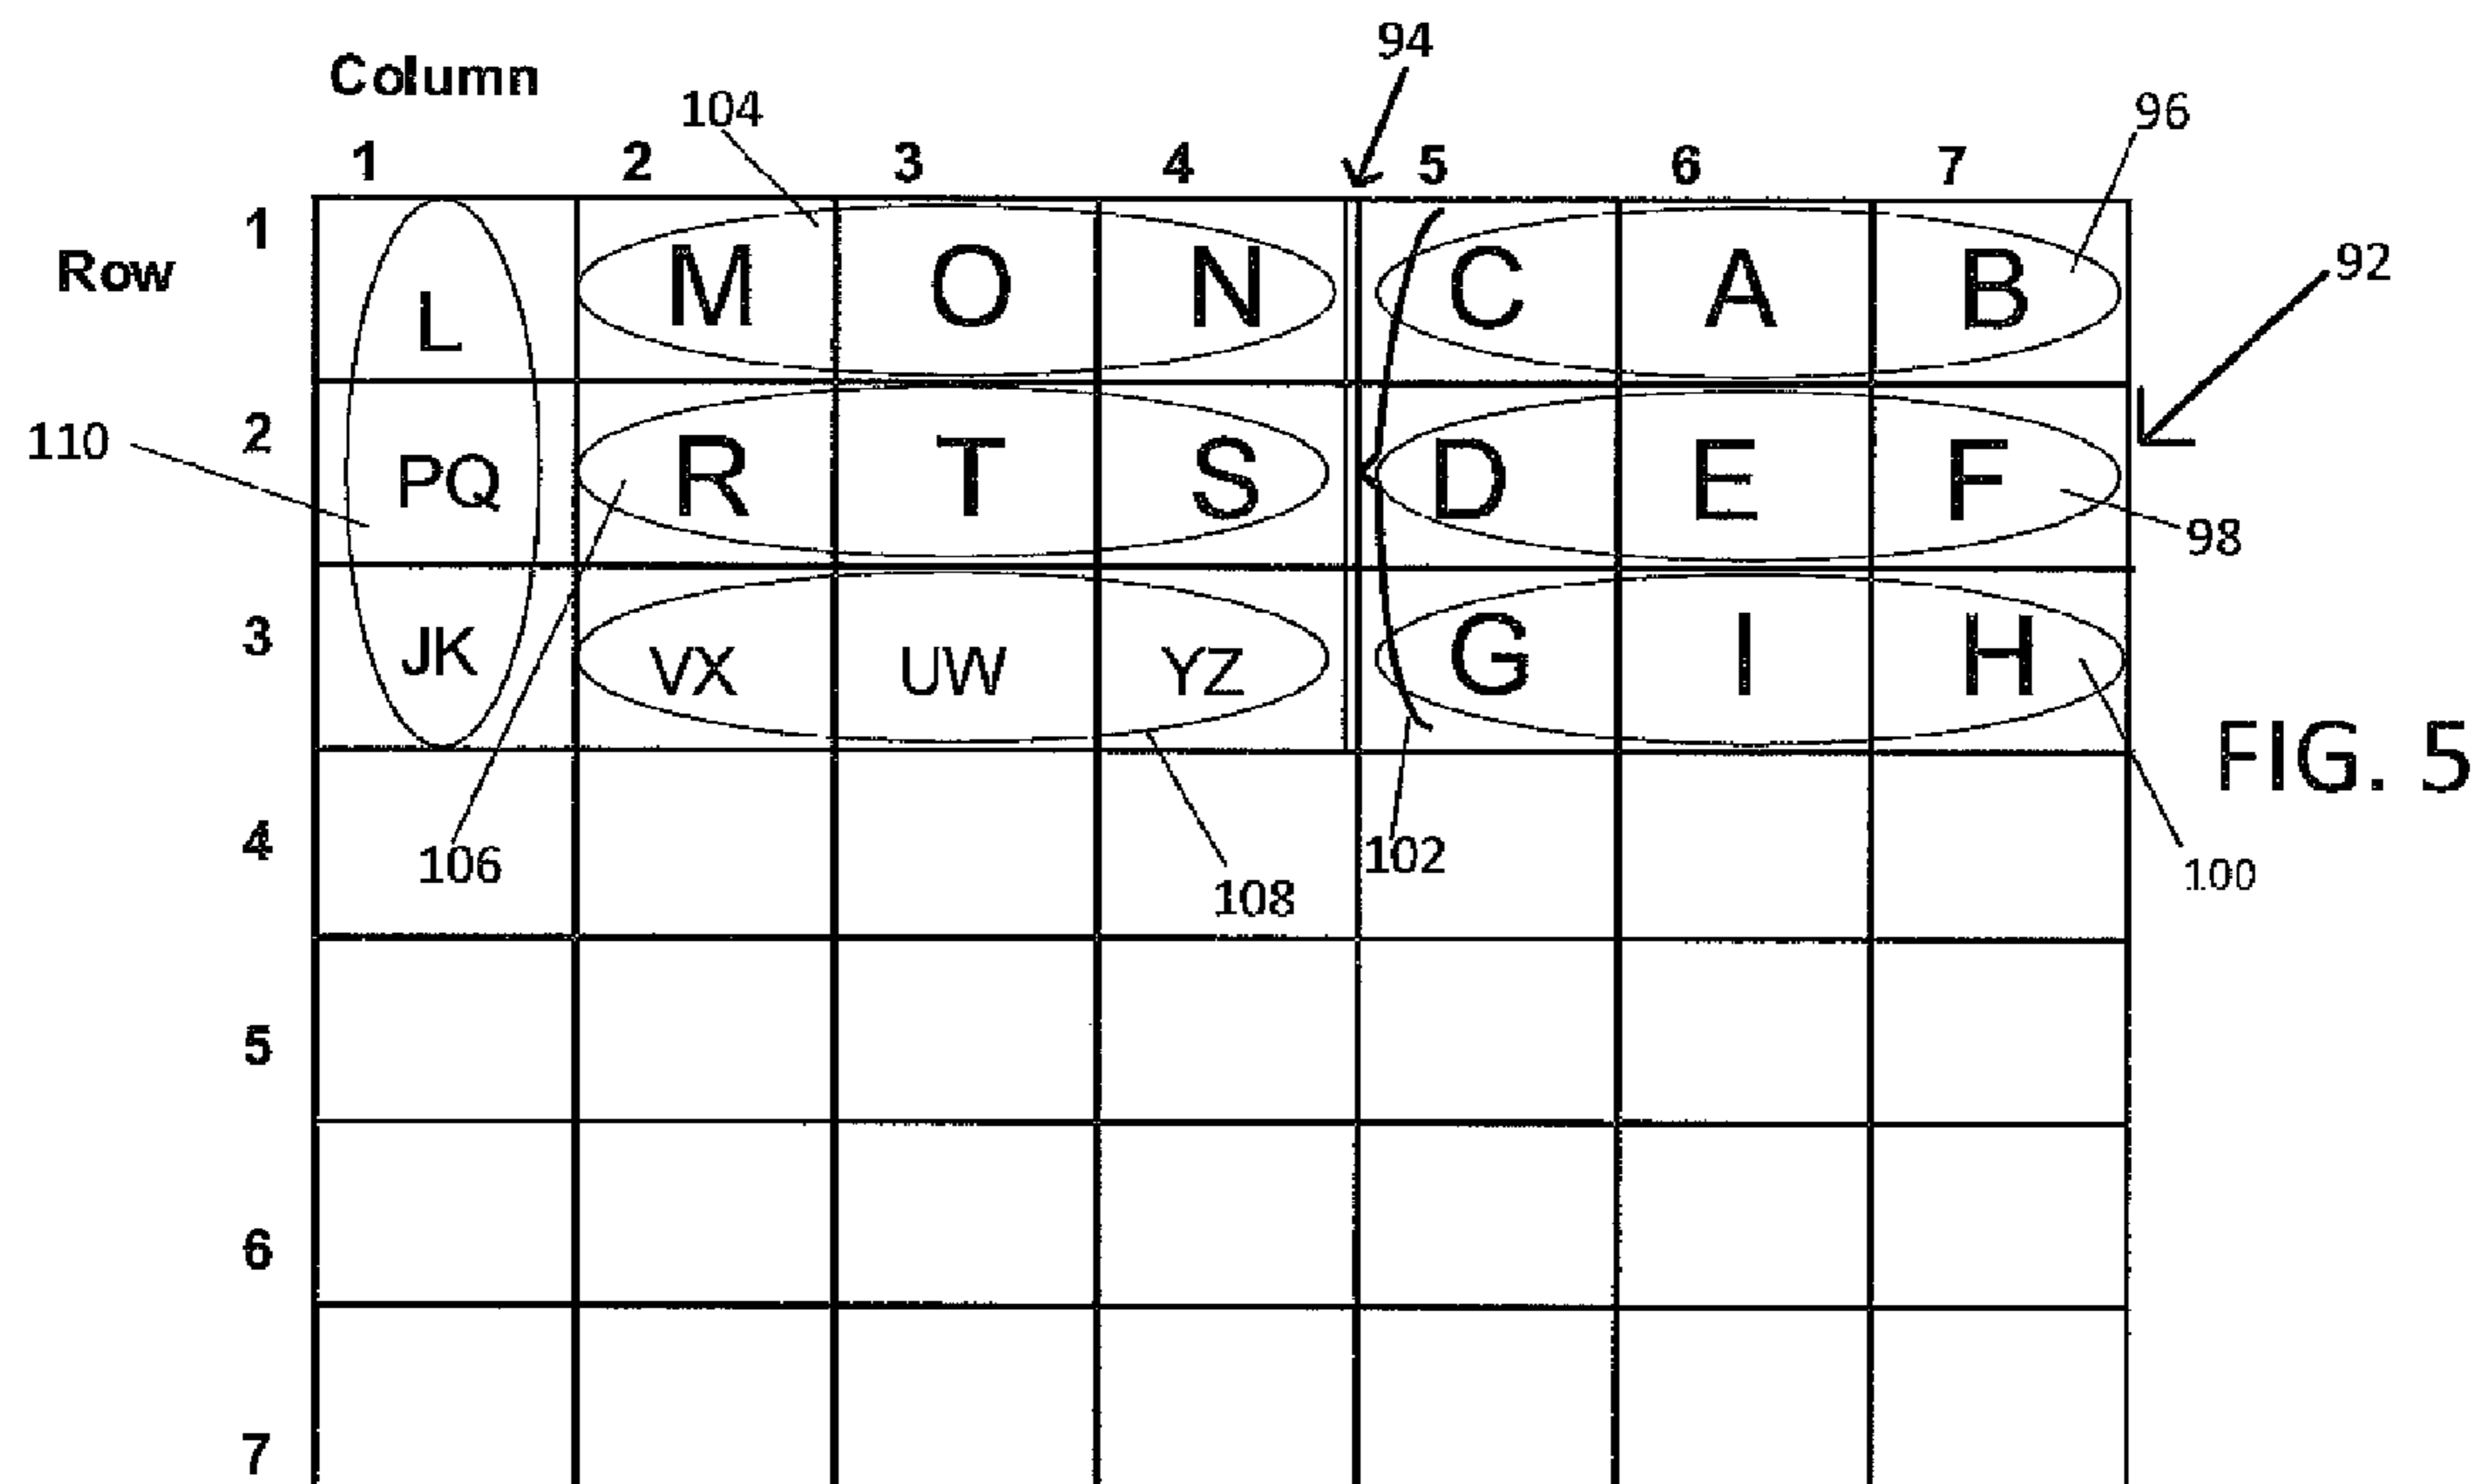 94
Column
104
96
1 2 3 4 5 6 7
1
Row
92
L M O N C A B
2
110
PQ R T S D E F
98
3
JK VX UW YZ G I H
FIG. 5
4
106 108 102 100
5
6
7